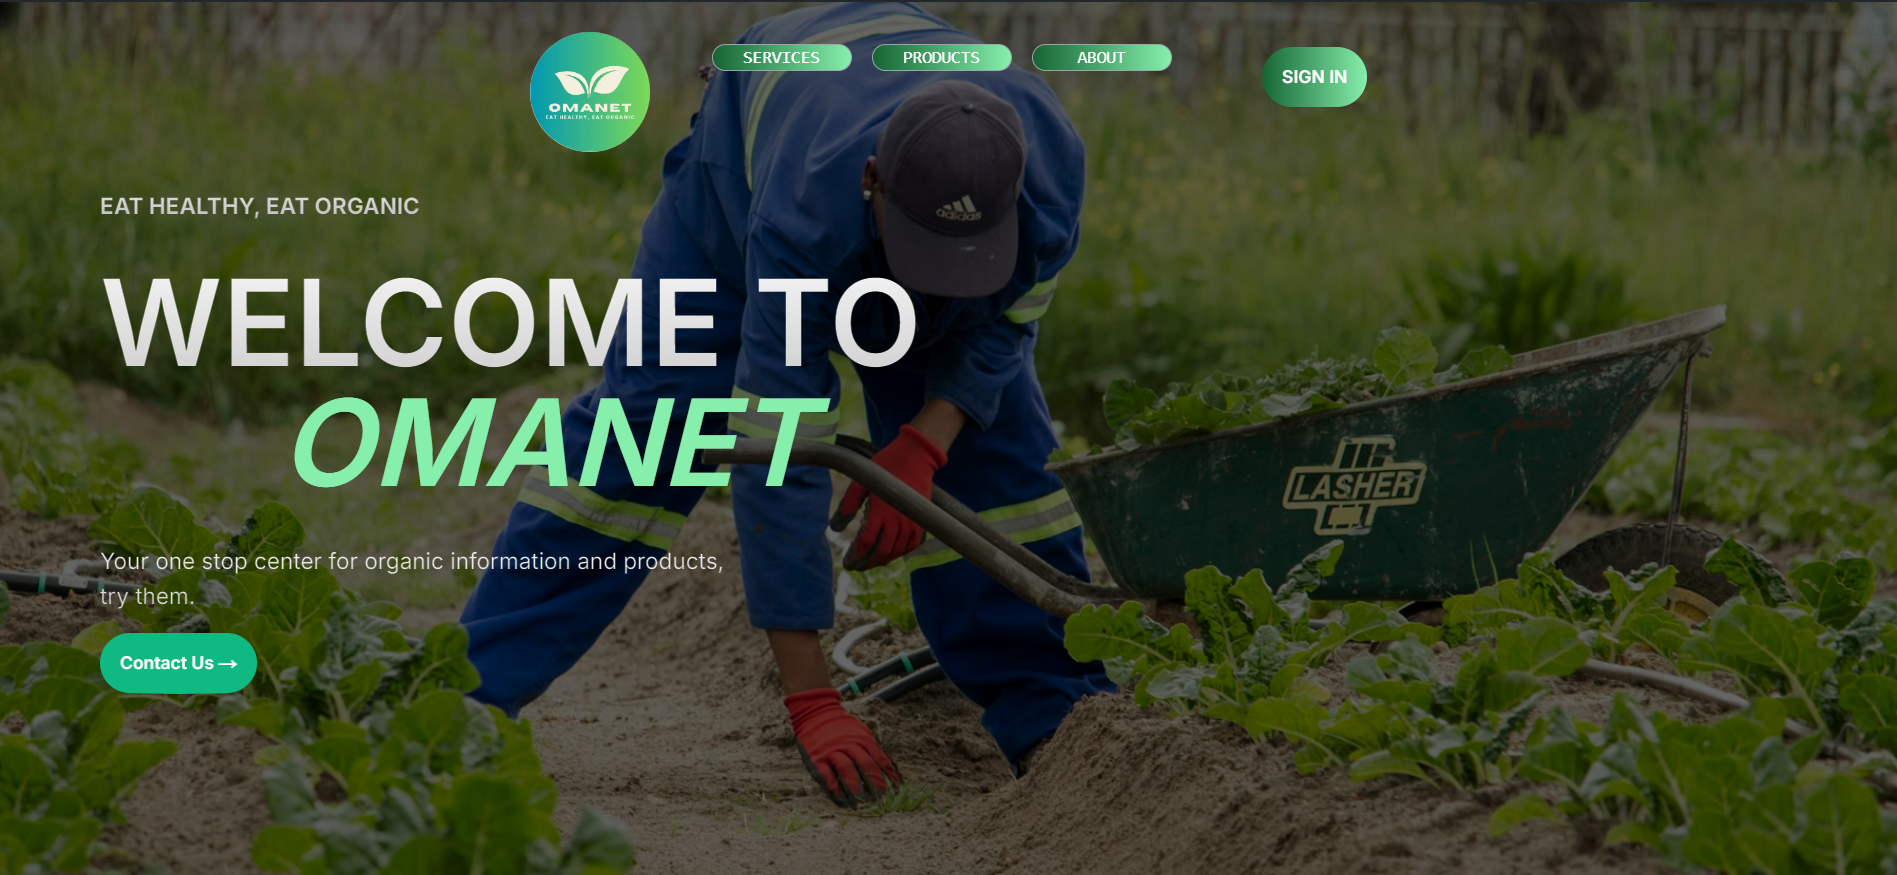 OMANET
EAT HEALTHY, EAT ORGANIC
SERVICES
PRODUCTS
ABOUT
SIGN IN
EAT HEALTHY, EAT ORGANIC
WELCOME TO
OMANET
Your one stop center for organic information and products,
try them.
Contact Us →
adidas
LASHER